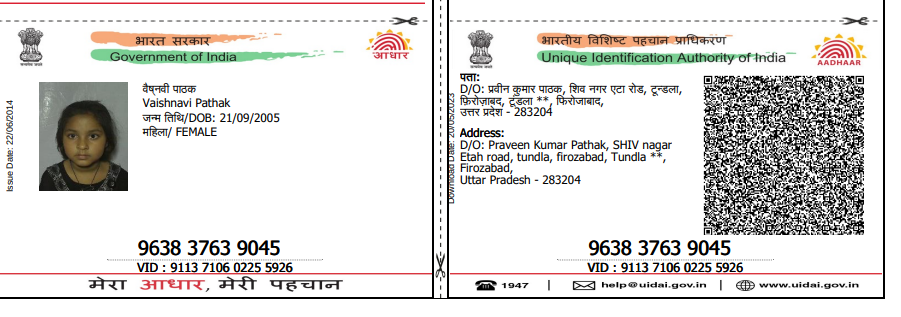 भारत सरकार
Government of India
आधार
Issue Date: 22/06/2014
वैष्नवी पाठक
Vaishnavi Pathak
जन्म तिथि/DOB: 21/09/2005
महिला/ FEMALE
9638 3763 9045
VID : 9113 7106 0225 5926
मेरा आधार, मेरी पहचान
भारतीय विशिष्ट पहचान प्राधिकरण
Unique Identification Authority of India
AADHAAR
Download Date: 20/05/2023
पता:
D/O: प्रवीन कुमार पाठक, शिव नगर एटा रोड, टून्डला,
फ़िरोज़ाबद, टूंडला **, फिरोजाबाद,
उत्तर प्रदेश - 283204
Address:
D/O: Praveen Kumar Pathak, SHIV nagar
Etah road, tundla, firozabad, Tundla **,
Firozabad,
Uttar Pradesh - 283204
9638 3763 9045
VID : 9113 7106 0225 5926
1947 | help@uidai.gov.in | www.uidai.gov.in